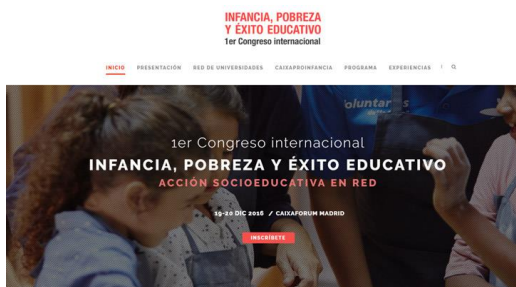 INFANCIA, POBREZA
Y ÉXITO EDUCATIVO
1er Congreso internacional
INICIO PRESENTACIÓN RED DE UNIVERSIDADES CAIXAPROINFANCIA PROGRAMA EXPERIENCIAS
1er Congreso internacional
INFANCIA, POBREZA Y ÉXITO EDUCATIVO
ACCIÓN SOCIOEDUCATIVA EN RED
19-20 DIC 2016 / CAIXAFORUM MADRID
INSCRÍBETE